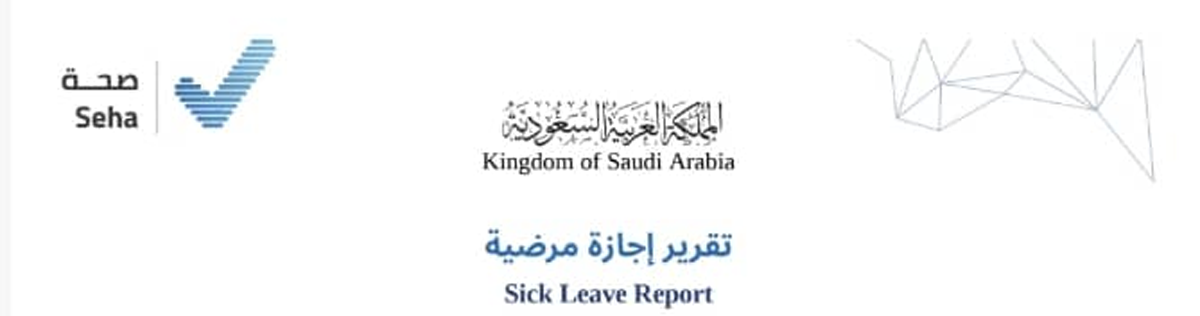 صحة
Seha
المملكة العربية السعودية
Kingdom of Saudi Arabia
تقرير إجازة مرضية
Sick Leave Report